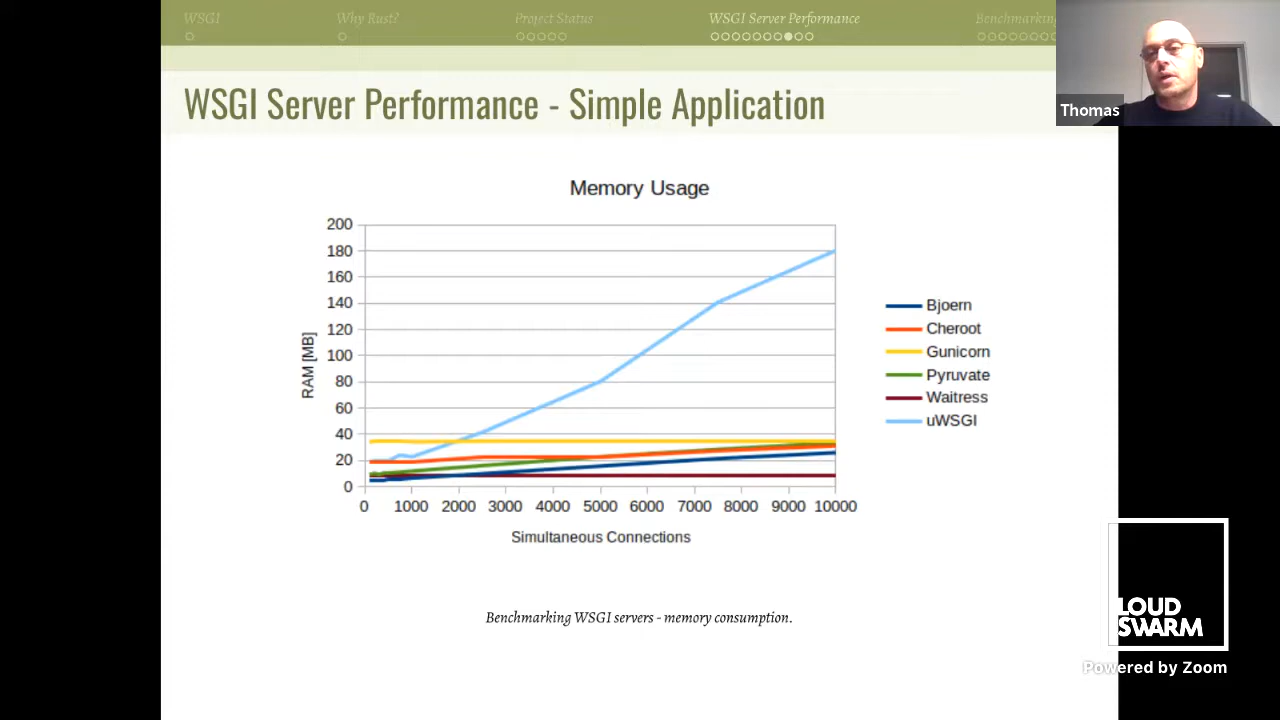 WSGI Why Rust? Project Status WSGI Server Performance Benchmarking
WSGI Server Performance - Simple Application
Thomas
Memory Usage
200
180
160
140
120
100
80
60
40
20
0
RAM [MB]
0 1000 2000 3000 4000 5000 6000 7000 8000 9000 10000
Simultaneous Connections
Bjoern
Cheroot
Gunicorn
Pyruvate
Waitress
uWSGI
Benchmarking WSGI servers - memory consumption.
LOUD
SWARM
Powered by Zoom